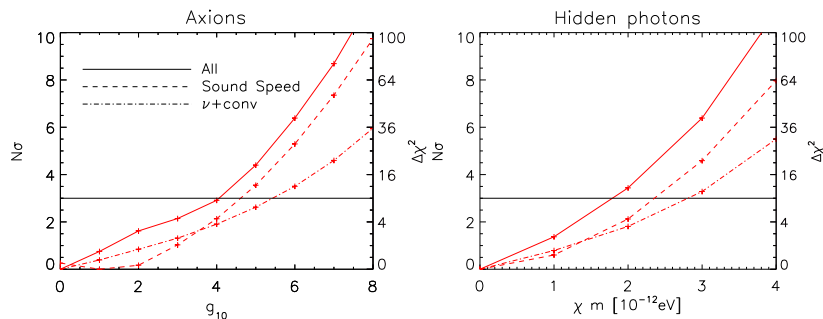 Axions
10
8
6
4
2
0
Nσ
All
Sound Speed
ν+conv
100
64
36
16
4
0
Δχ²
0 2 4 6 8
g₁₀
Hidden photons
10
8
6
4
2
0
Nσ
100
64
36
16
4
0
Δχ²
0 1 2 3 4
χ m [10⁻¹²eV]